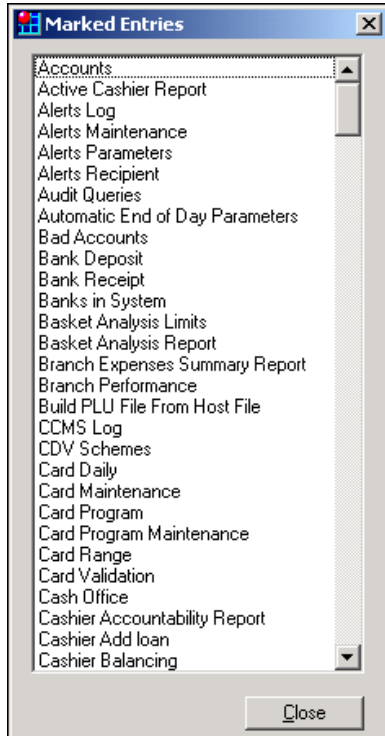 Marked Entries
Accounts
Active Cashier Report
Alerts Log
Alerts Maintenance
Alerts Parameters
Alerts Recipient
Audit Queries
Automatic End of Day Parameters
Bad Accounts
Bank Deposit
Bank Receipt
Banks in System
Basket Analysis Limits
Basket Analysis Report
Branch Expenses Summary Report
Branch Performance
Build PLU File From Host File
CCMS Log
CDV Schemes
Card Daily
Card Maintenance
Card Program
Card Program Maintenance
Card Range
Card Validation
Cash Office
Cashier Accountability Report
Cashier Add loan
Cashier Balancing
Close